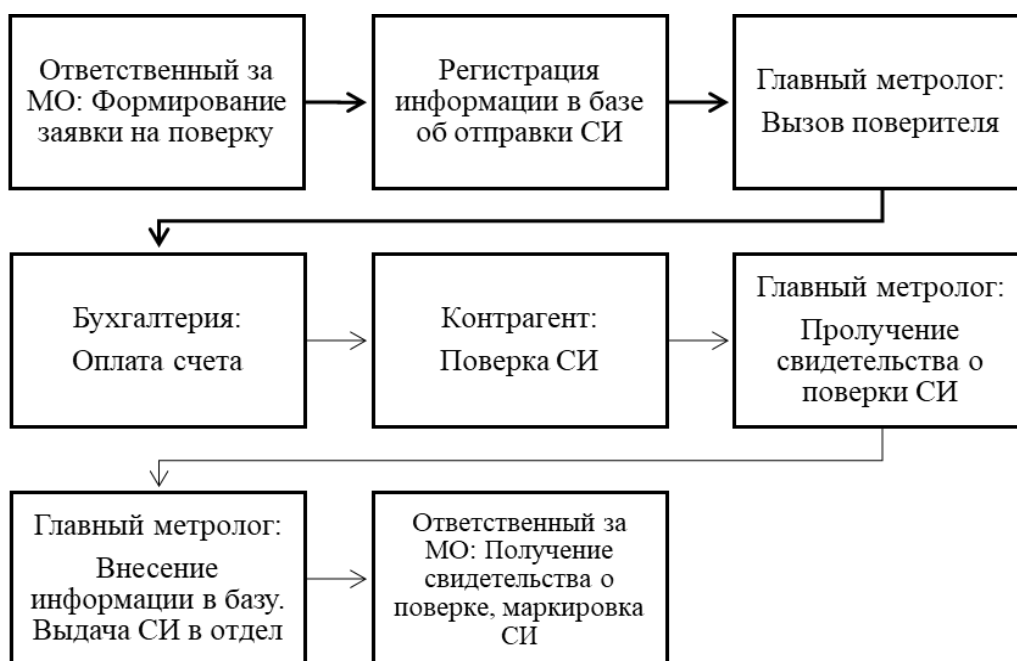 Ответственный за
МО: Формирование
заявки на поверку
Регистрация
информации в базе
об отправки СИ
Главный метролог:
Вызов поверителя
Бухгалтерия:
Оплата счета
Контрагент:
Поверка СИ
Главный метролог:
Пролучение
свидетельства о
поверки СИ
Главный метролог:
Внесение
информации в базу.
Выдача СИ в отдел
Ответственный за
МО: Получение
свидетельства о
поверке, маркировка
СИ